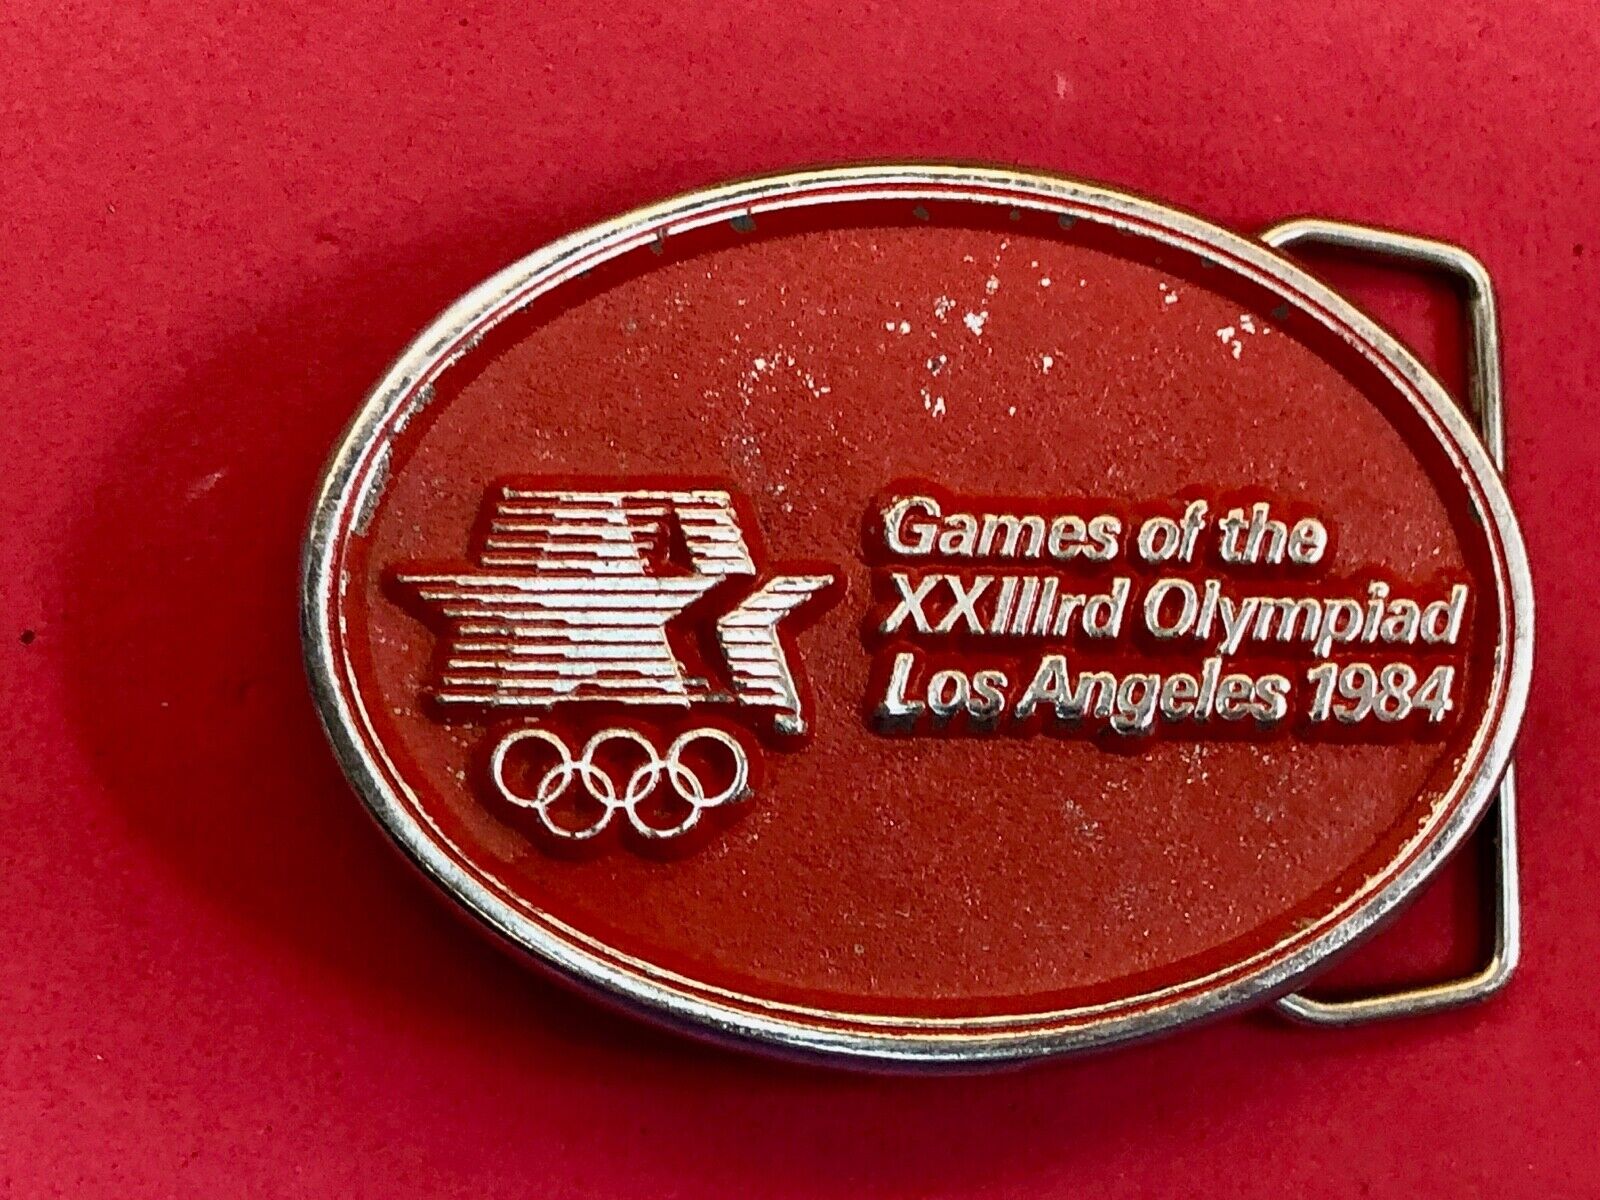 Games of the
XXIIIrd Olympiad
Los Angeles 1984